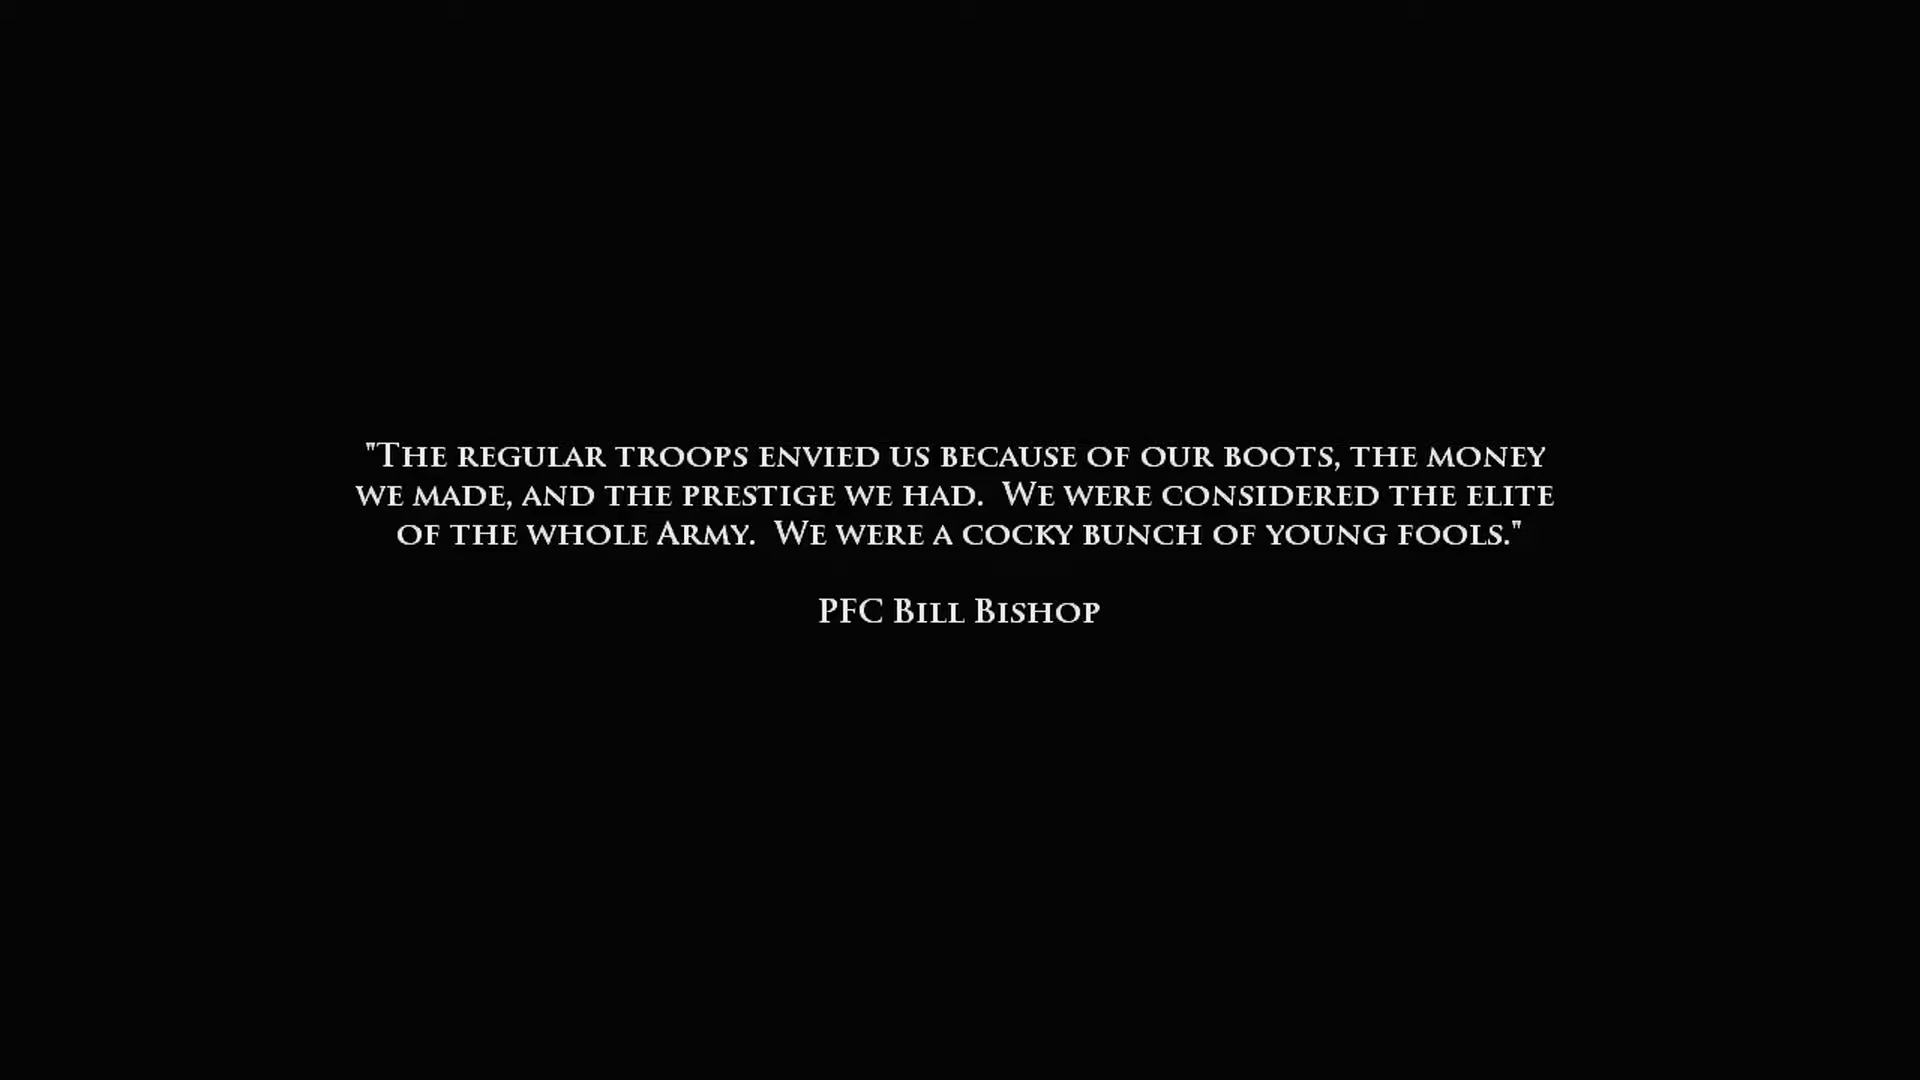 "The regular troops envied us because of our boots, the money
we made, and the prestige we had.  We were considered the elite
of the whole Army.  We were a cocky bunch of young fools."
PFC Bill Bishop